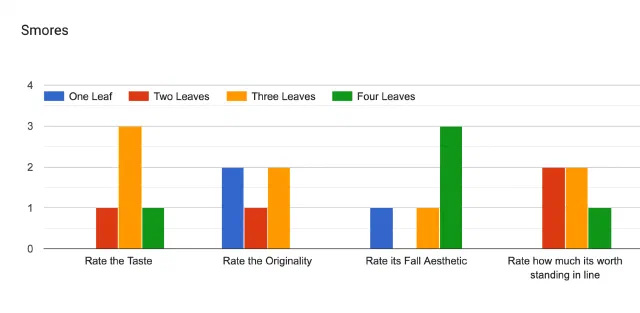 Smores
4
One Leaf Two Leaves Three Leaves Four Leaves
3
2
1
0
Rate the Taste Rate the Originality Rate its Fall Aesthetic Rate how much its worth
standing in line